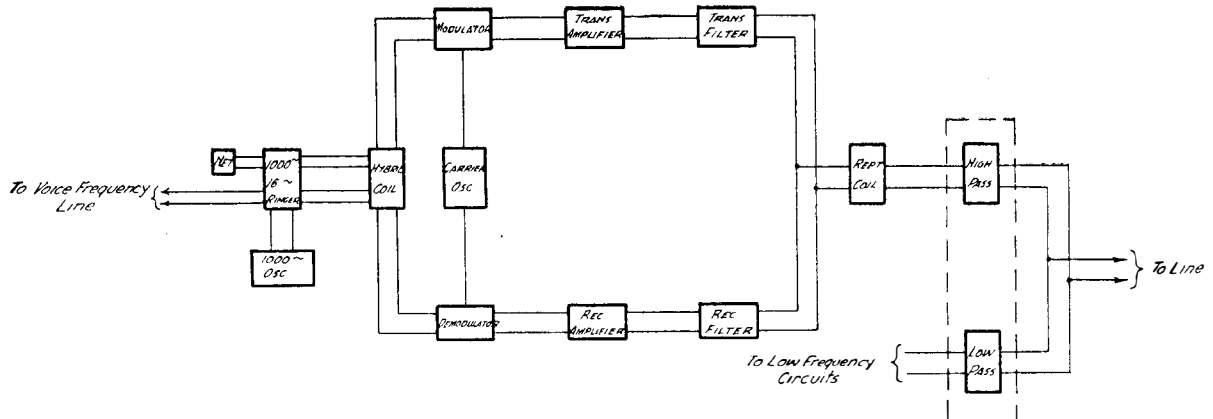 MODULATOR
TRANS
AMPLIFIER
TRANS
FILTER
NET
1000~
16~
RINGER
HYBRID
COIL
CARRIER
OSC
REPT
COIL
HIGH
PASS
TO VOICE FREQUENCY
LINE
1000~
OSC
TO LINE
DEMODULATOR
REC
AMPLIFIER
REC
FILTER
LOW
PASS
TO LOW FREQUENCY
CIRCUITS